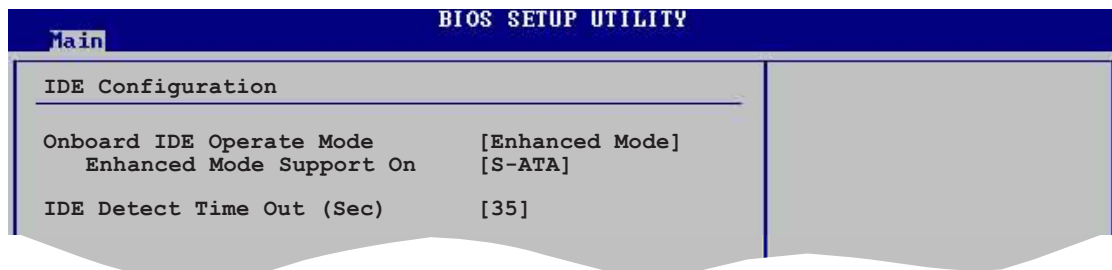 BIOS SETUP UTILITY
Main
IDE Configuration
Onboard IDE Operate Mode [Enhanced Mode]
Enhanced Mode Support On [S-ATA]
IDE Detect Time Out (Sec) [35]